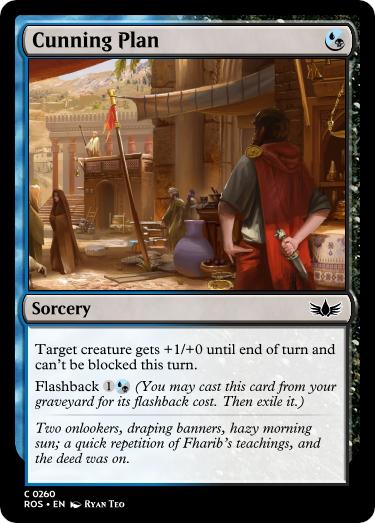 Cunning Plan
Sorcery
Target creature gets +1/+0 until end of turn and
can't be blocked this turn.
Flashback 1 (You may cast this card from your
graveyard for its flashback cost. Then exile it.)
Two onlookers, draping banners, hazy morning
sun; a quick repetition of Fharib's teachings, and
the deed was on.
C 0260
ROS • EN Ryan Teo